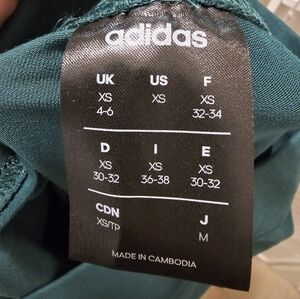 adidas
UK US F
XS XS XS
4-6 32-34
D I E
XS XS XS
30-32 36-38 30-32
CDN J
XS/TP M
MADE IN CAMBODIA